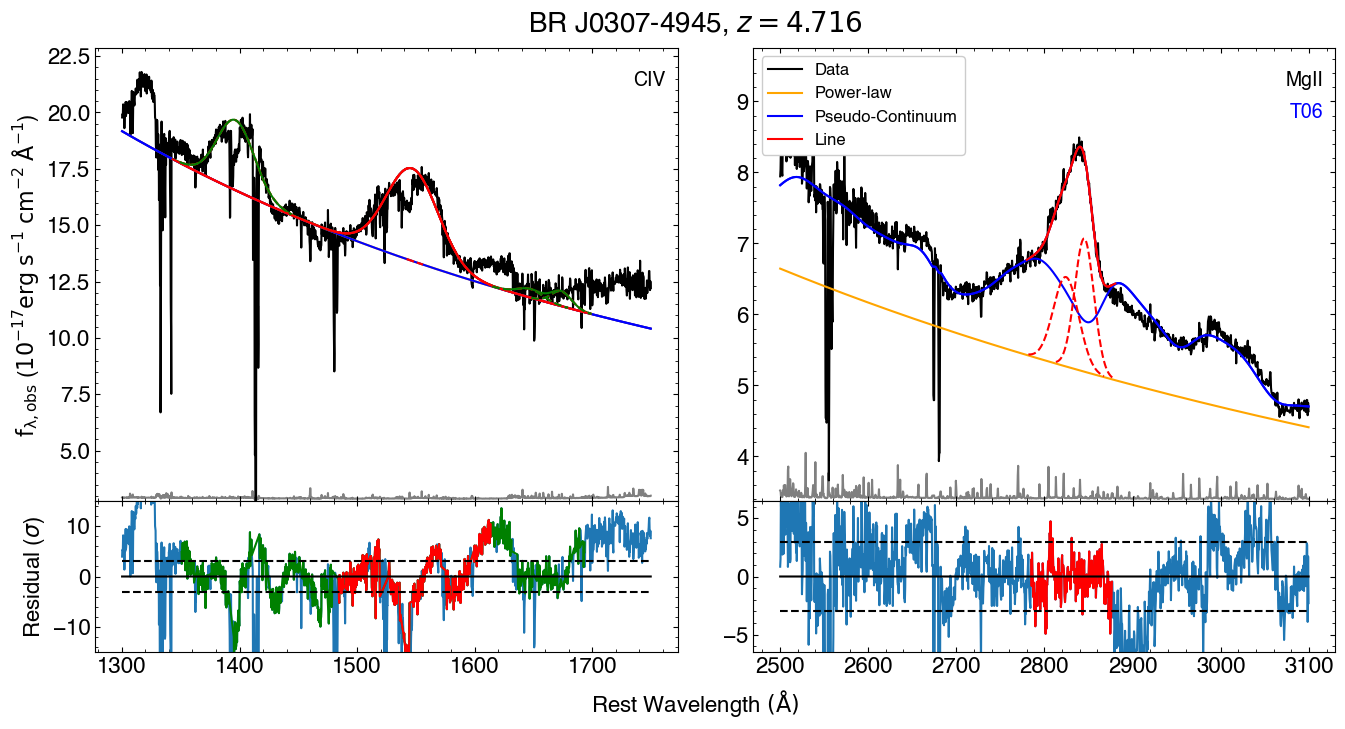 BR J0307-4945, z = 4.716
22.5
20.0
17.5
15.0
12.5
10.0
7.5
5.0
f_λ,obs (10⁻¹⁷ erg s⁻¹ cm⁻² Å⁻¹)
CIV
10
0
−10
Residual (σ)
1300 1400 1500 1600 1700
Data
Power-law
Pseudo-Continuum
Line
MgII
T06
9
8
7
6
5
4
5
0
−5
2500 2600 2700 2800 2900 3000 3100
Rest Wavelength (Å)